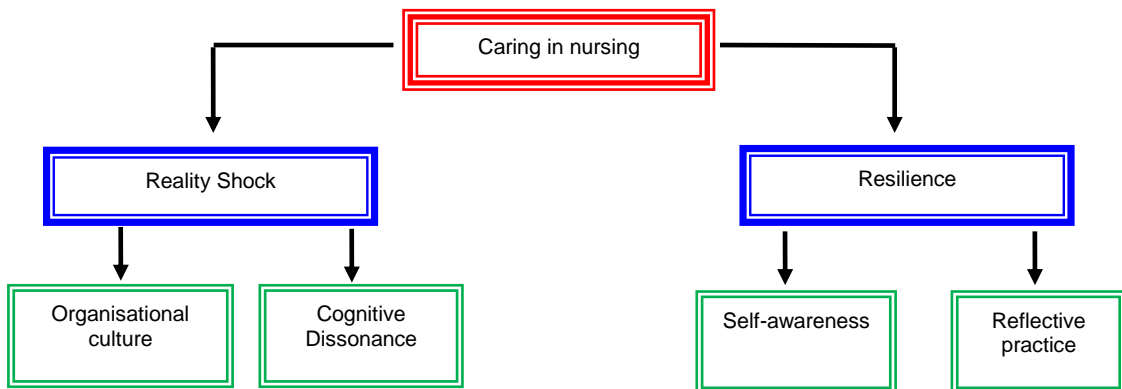 Caring in nursing
Reality Shock
Resilience
Organisational
culture
Cognitive
Dissonance
Self-awareness
Reflective
practice